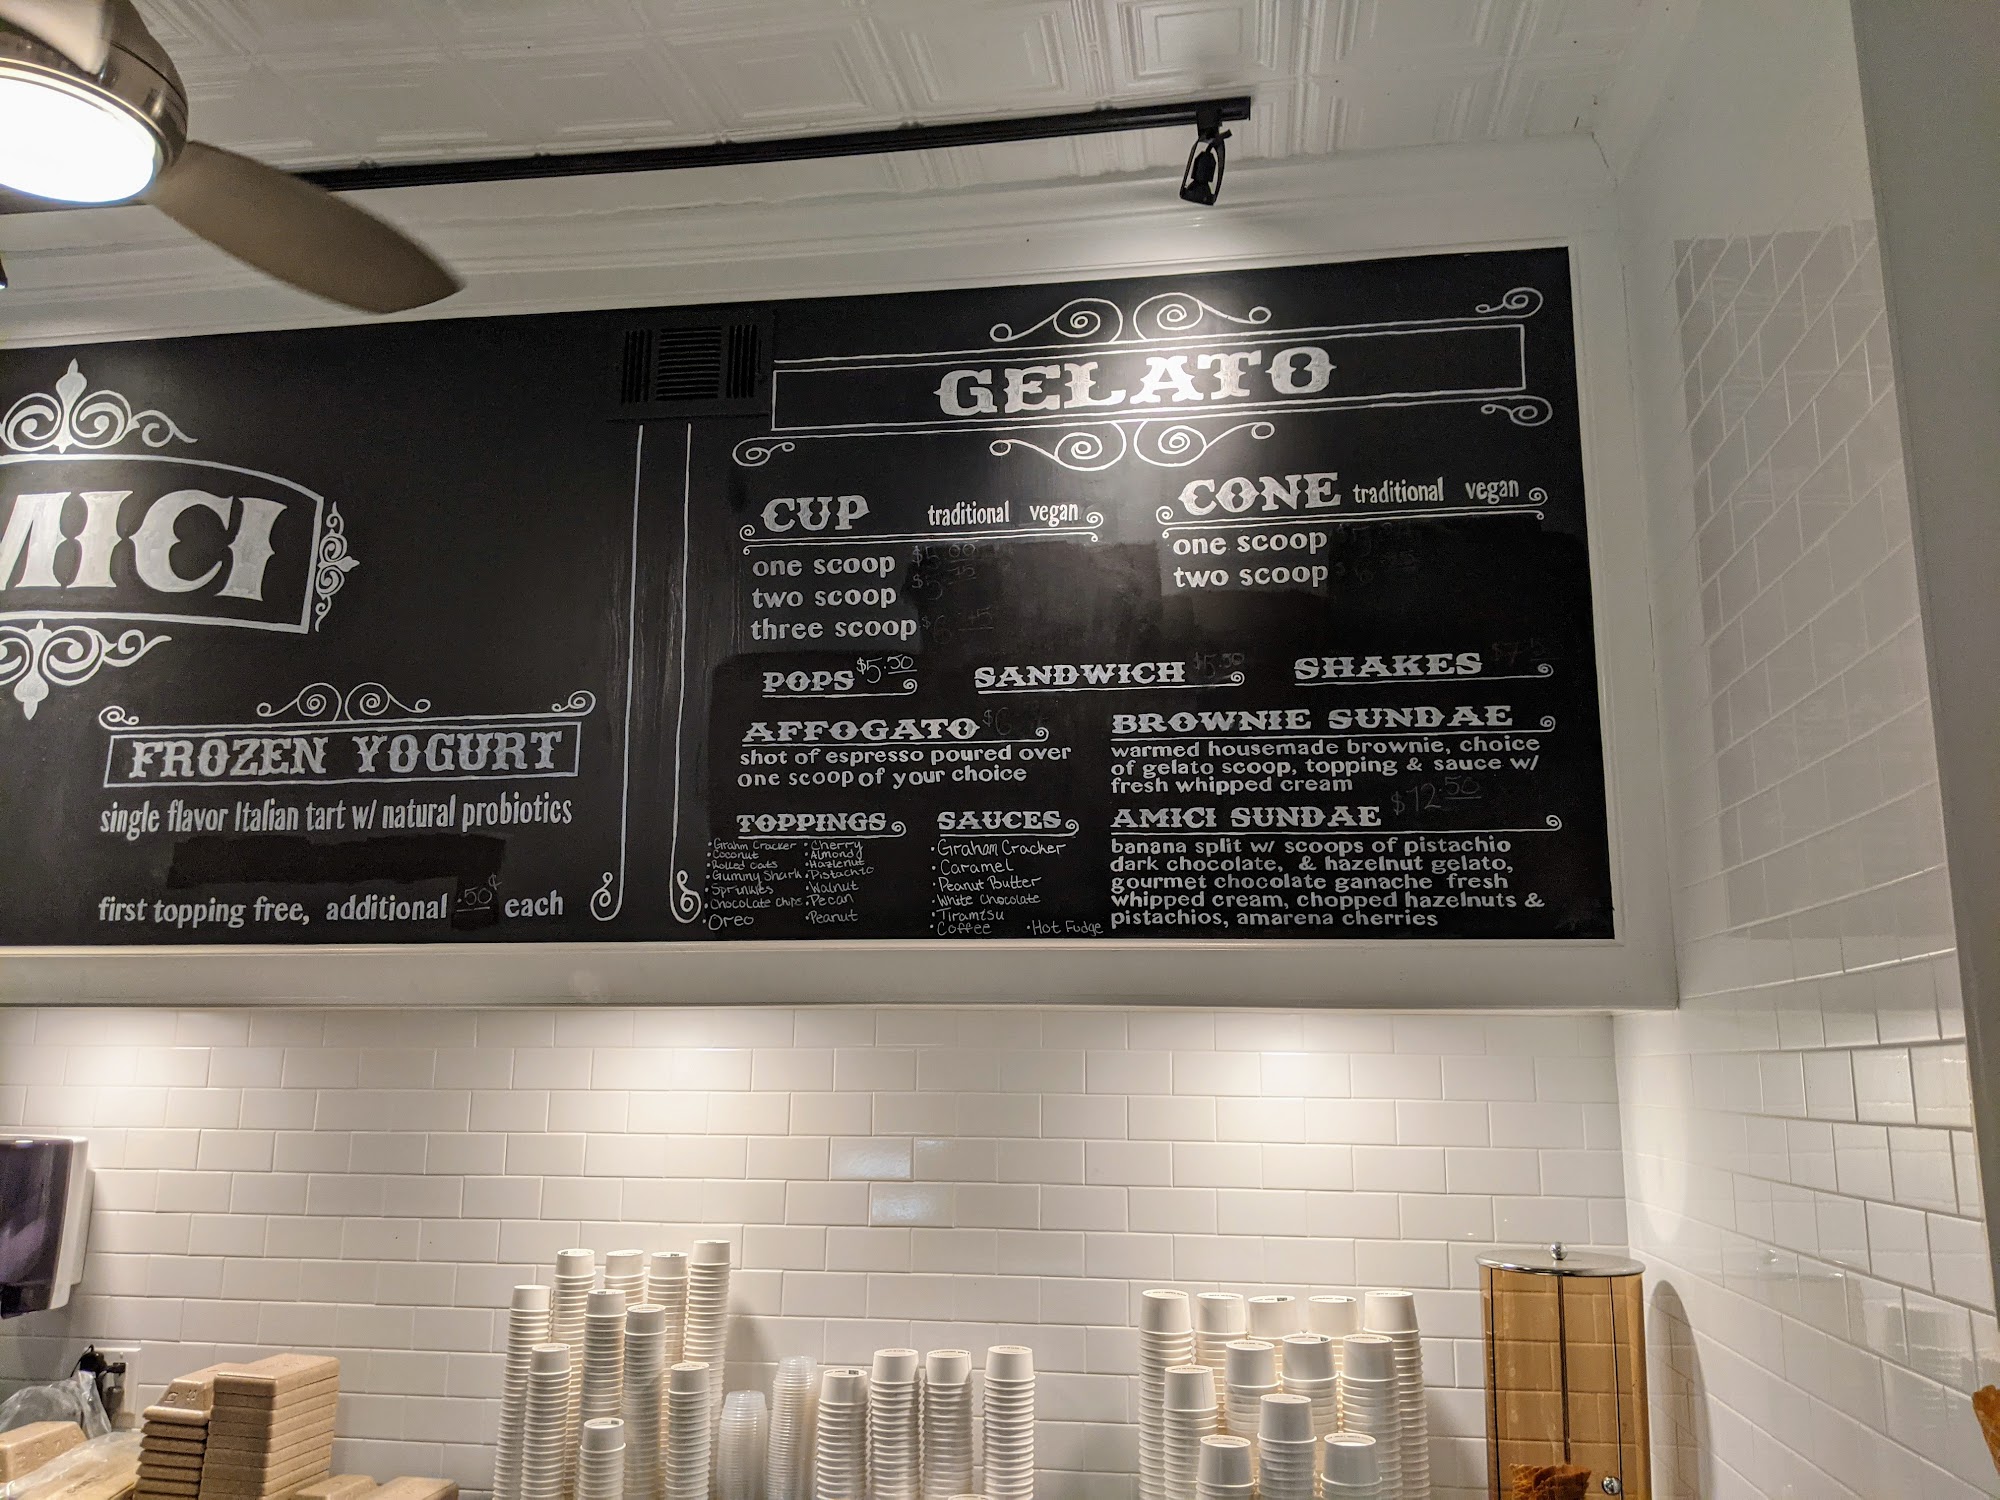 MICI
FROZEN YOGURT
single flavor Italian tart w/ natural probiotics
first topping free, additional .50¢ each
GELATO
CUP traditional vegan
one scoop $5.00
two scoop $5.75
three scoop
CONE traditional vegan
one scoop
two scoop
POPS $5.50
SANDWICH $5.50
SHAKES
AFFOGATO
shot of espresso poured over
one scoop of your choice
BROWNIE SUNDAE
warmed housemade brownie, choice
of gelato scoop, topping & sauce w/
fresh whipped cream
TOPPINGS
• Graham Cracker
• Coconut
• Rolled oats
• Gummy Shark
• Sprinkles
• Chocolate chips
• Oreo
• Cherry
• Almond
• Hazlenut
• Pistachio
• Walnut
• Pecan
• Peanut
SAUCES
• Graham Cracker
• Caramel
• Peanut Butter
• White Chocolate
• Tiramisu
• Coffee
• Hot Fudge
AMICI SUNDAE $12.50
banana split w/ scoops of pistachio
dark chocolate, & hazelnut gelato,
gourmet chocolate ganache fresh
whipped cream, chopped hazelnuts &
pistachios, amarena cherries